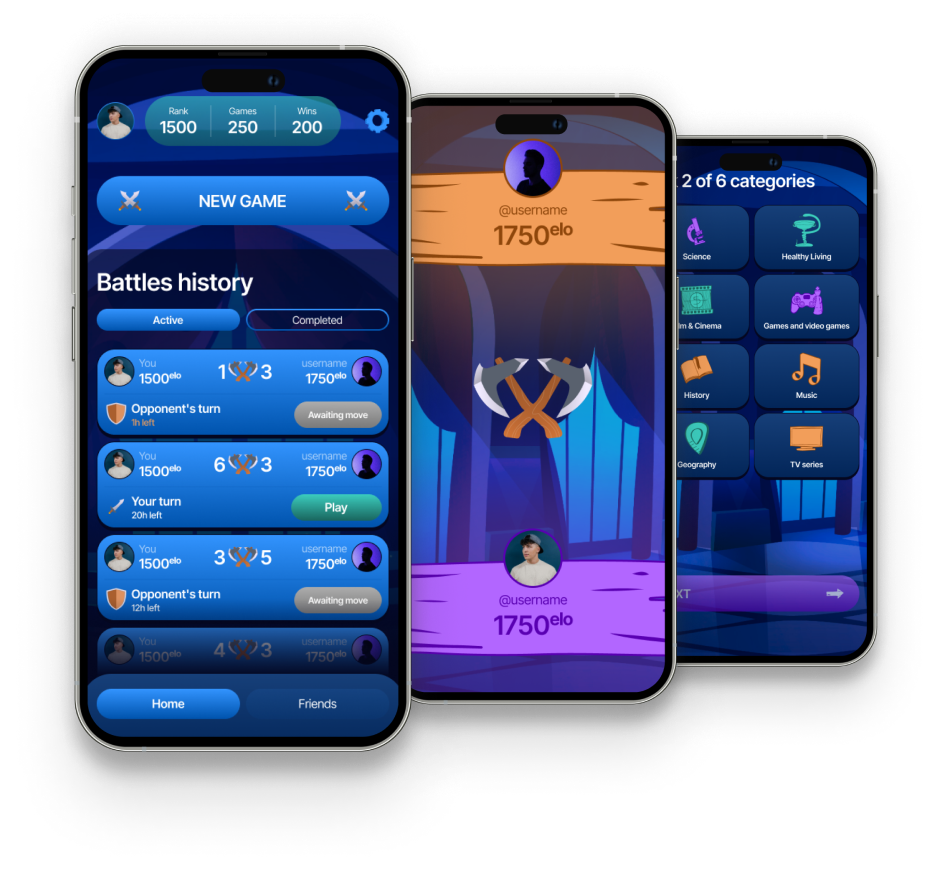 Rank Games Wins
1500 250 200
NEW GAME
Battles history
Active Completed
You 1 3 username
1500elo 1750elo
Opponent's turn
1h left
Awaiting move
You 6 3 username
1500elo 1750elo
Your turn
20h left
Play
You 3 5 username
1500elo 1750elo
Opponent's turn
12h left
Awaiting move
You 4 3 username
1500elo 1750elo
Home Friends
@username
1750elo
@username
1750elo
2 of 6 categories
Science Healthy Living
& Cinema Games and video games
History Music
Geography TV series